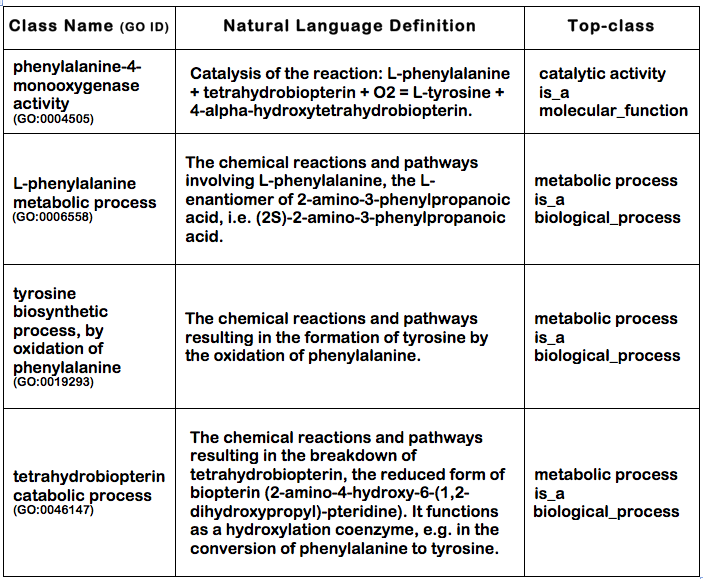 Class Name (GO ID)
Natural Language Definition
Top-class
phenylalanine-4-
monooxygenase
activity
(GO:0004505)
Catalysis of the reaction: L-phenylalanine
+ tetrahydrobiopterin + O2 = L-tyrosine +
4-alpha-hydroxytetrahydrobiopterin.
catalytic activity
is_a
molecular_function
L-phenylalanine
metabolic process
(GO:0006558)
The chemical reactions and pathways
involving L-phenylalanine, the L-
enantiomer of 2-amino-3-phenylpropanoic
acid, i.e. (2S)-2-amino-3-phenylpropanoic
acid.
metabolic process
is_a
biological_process
tyrosine
biosynthetic
process, by
oxidation of
phenylalanine
(GO:0019293)
The chemical reactions and pathways
resulting in the formation of tyrosine by
the oxidation of phenylalanine.
metabolic process
is_a
biological_process
tetrahydrobiopterin
catabolic process
(GO:0046147)
The chemical reactions and pathways
resulting in the breakdown of
tetrahydrobiopterin, the reduced form of
biopterin (2-amino-4-hydroxy-6-(1,2-
dihydroxypropyl)-pteridine). It functions
as a hydroxylation coenzyme, e.g. in the
conversion of phenylalanine to tyrosine.
metabolic process
is_a
biological_process